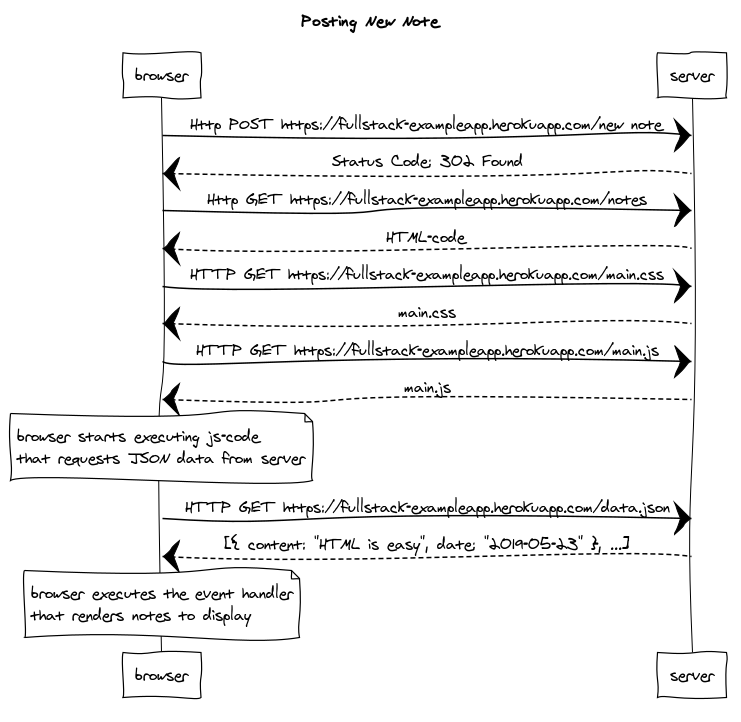 Posting New Note
browser
server
Http POST https://fullstack-exampleapp.herokuapp.com/new note
Status Code: 302 Found
Http GET https://fullstack-exampleapp.herokuapp.com/notes
HTML-code
HTTP GET https://fullstack-exampleapp.herokuapp.com/main.css
main.css
HTTP GET https://fullstack-exampleapp.herokuapp.com/main.js
main.js
browser starts executing js-code
that requests JSON data from server
HTTP GET https://fullstack-exampleapp.herokuapp.com/data.json
[{ content: "HTML is easy", date: "2019-05-23" }, ...]
browser executes the event handler
that renders notes to display
browser
server